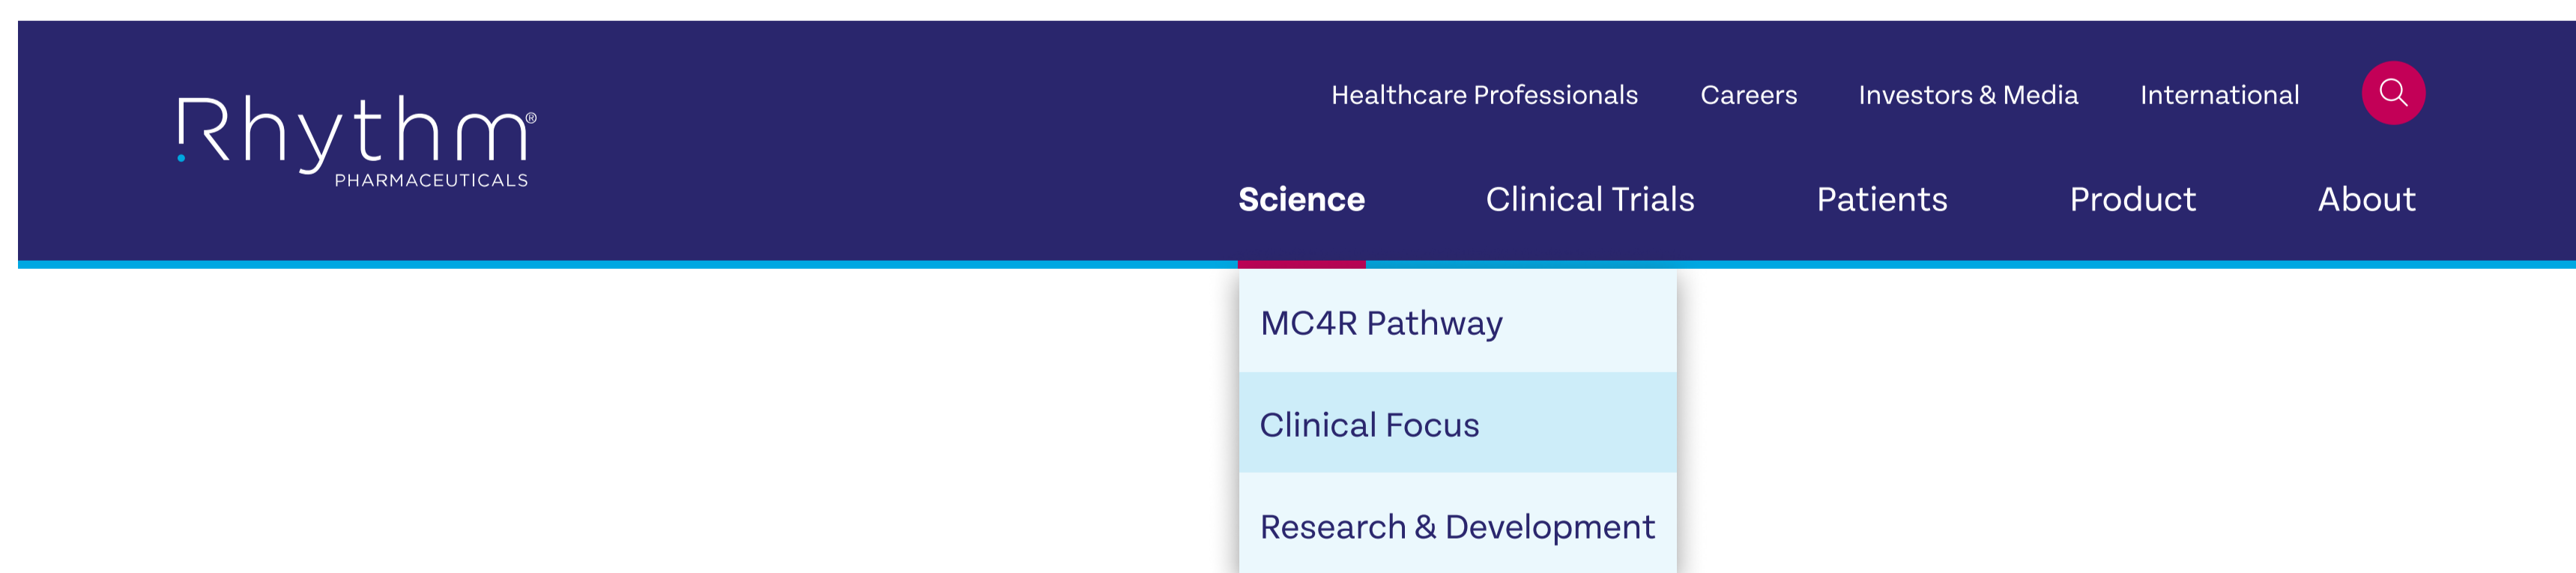 Rhythm®
PHARMACEUTICALS
Healthcare Professionals Careers Investors & Media International
Science Clinical Trials Patients Product About
MC4R Pathway
Clinical Focus
Research & Development